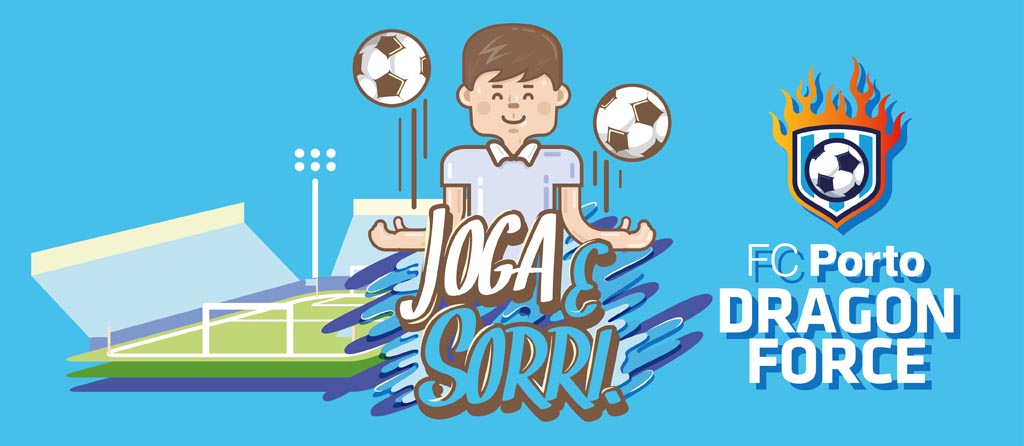 JOGA E
SORRI!
FC Porto
DRAGON
FORCE